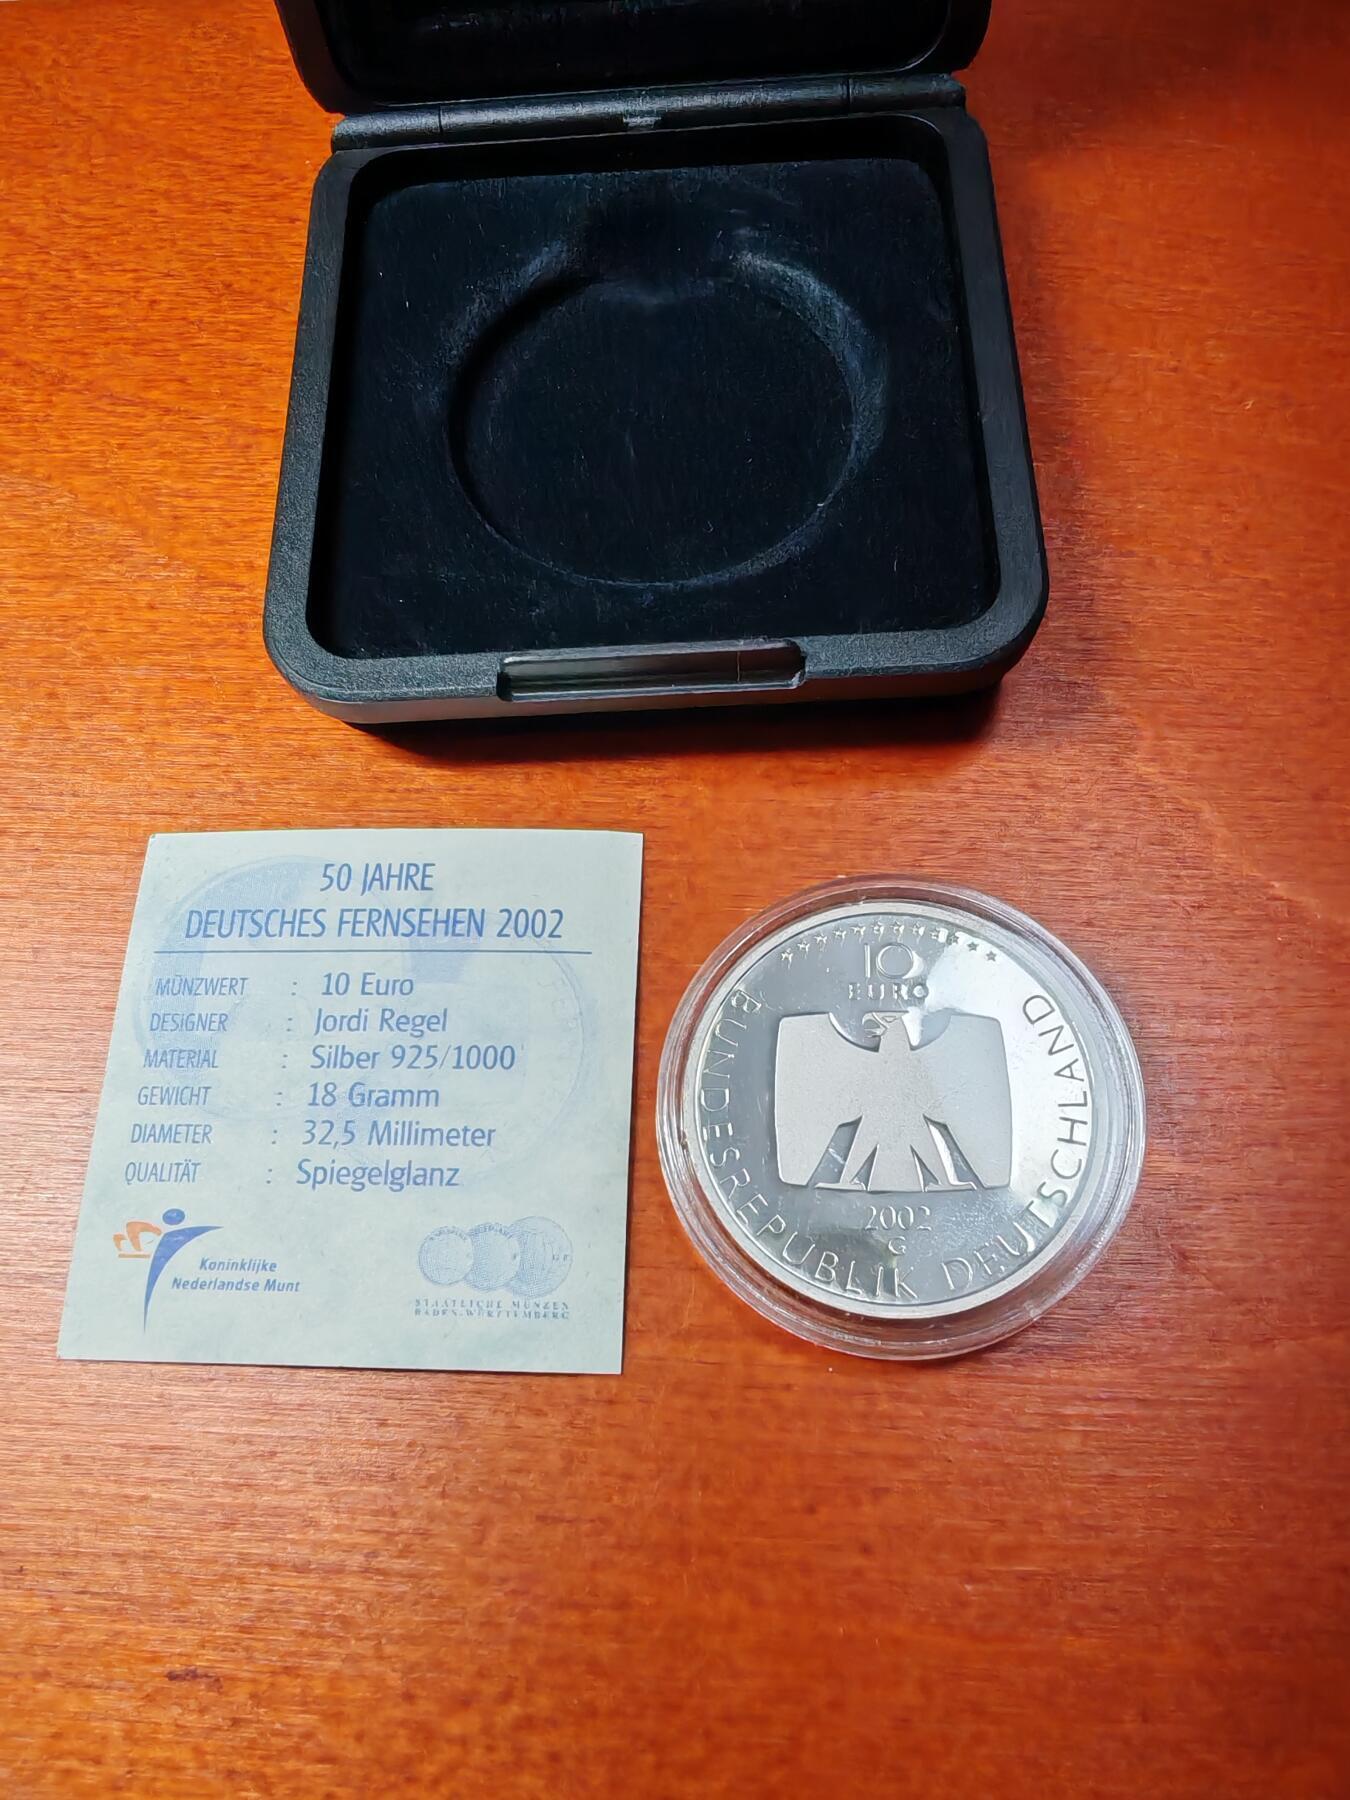 50 JAHRE
DEUTSCHES FERNSEHEN 2002
MÜNZWERT : 10 Euro
DESIGNER : Jordi Regel
MATERIAL : Silber 925/1000
GEWICHT : 18 Gramm
DIAMETER : 32,5 Millimeter
QUALITÄT : Spiegelglanz
Koninklijke
Nederlandse Munt
STAATLICHE MÜNZEN
BADEN-WÜRTTEMBERG
10
EURO
2002
G
BUNDESREPUBLIK DEUTSCHLAND